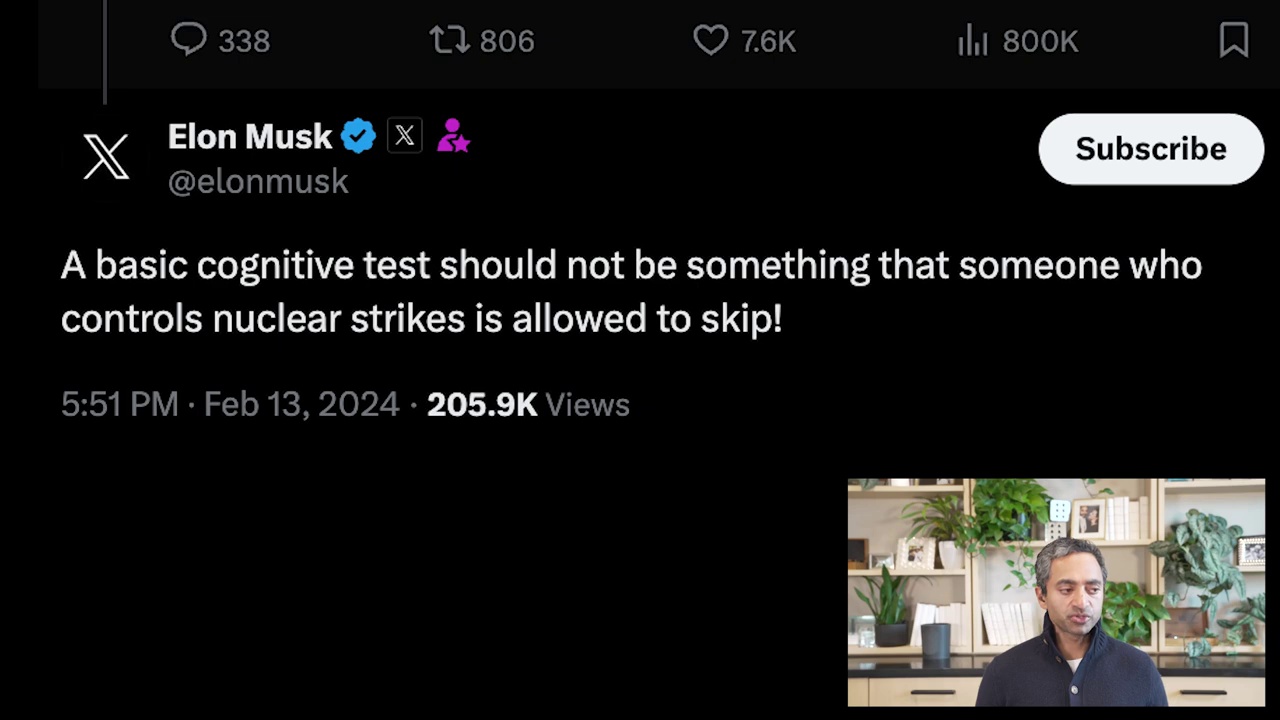 338 806 7.6K 800K
Elon Musk
@elonmusk
Subscribe
A basic cognitive test should not be something that someone who
controls nuclear strikes is allowed to skip!
5:51 PM · Feb 13, 2024 · 205.9K Views